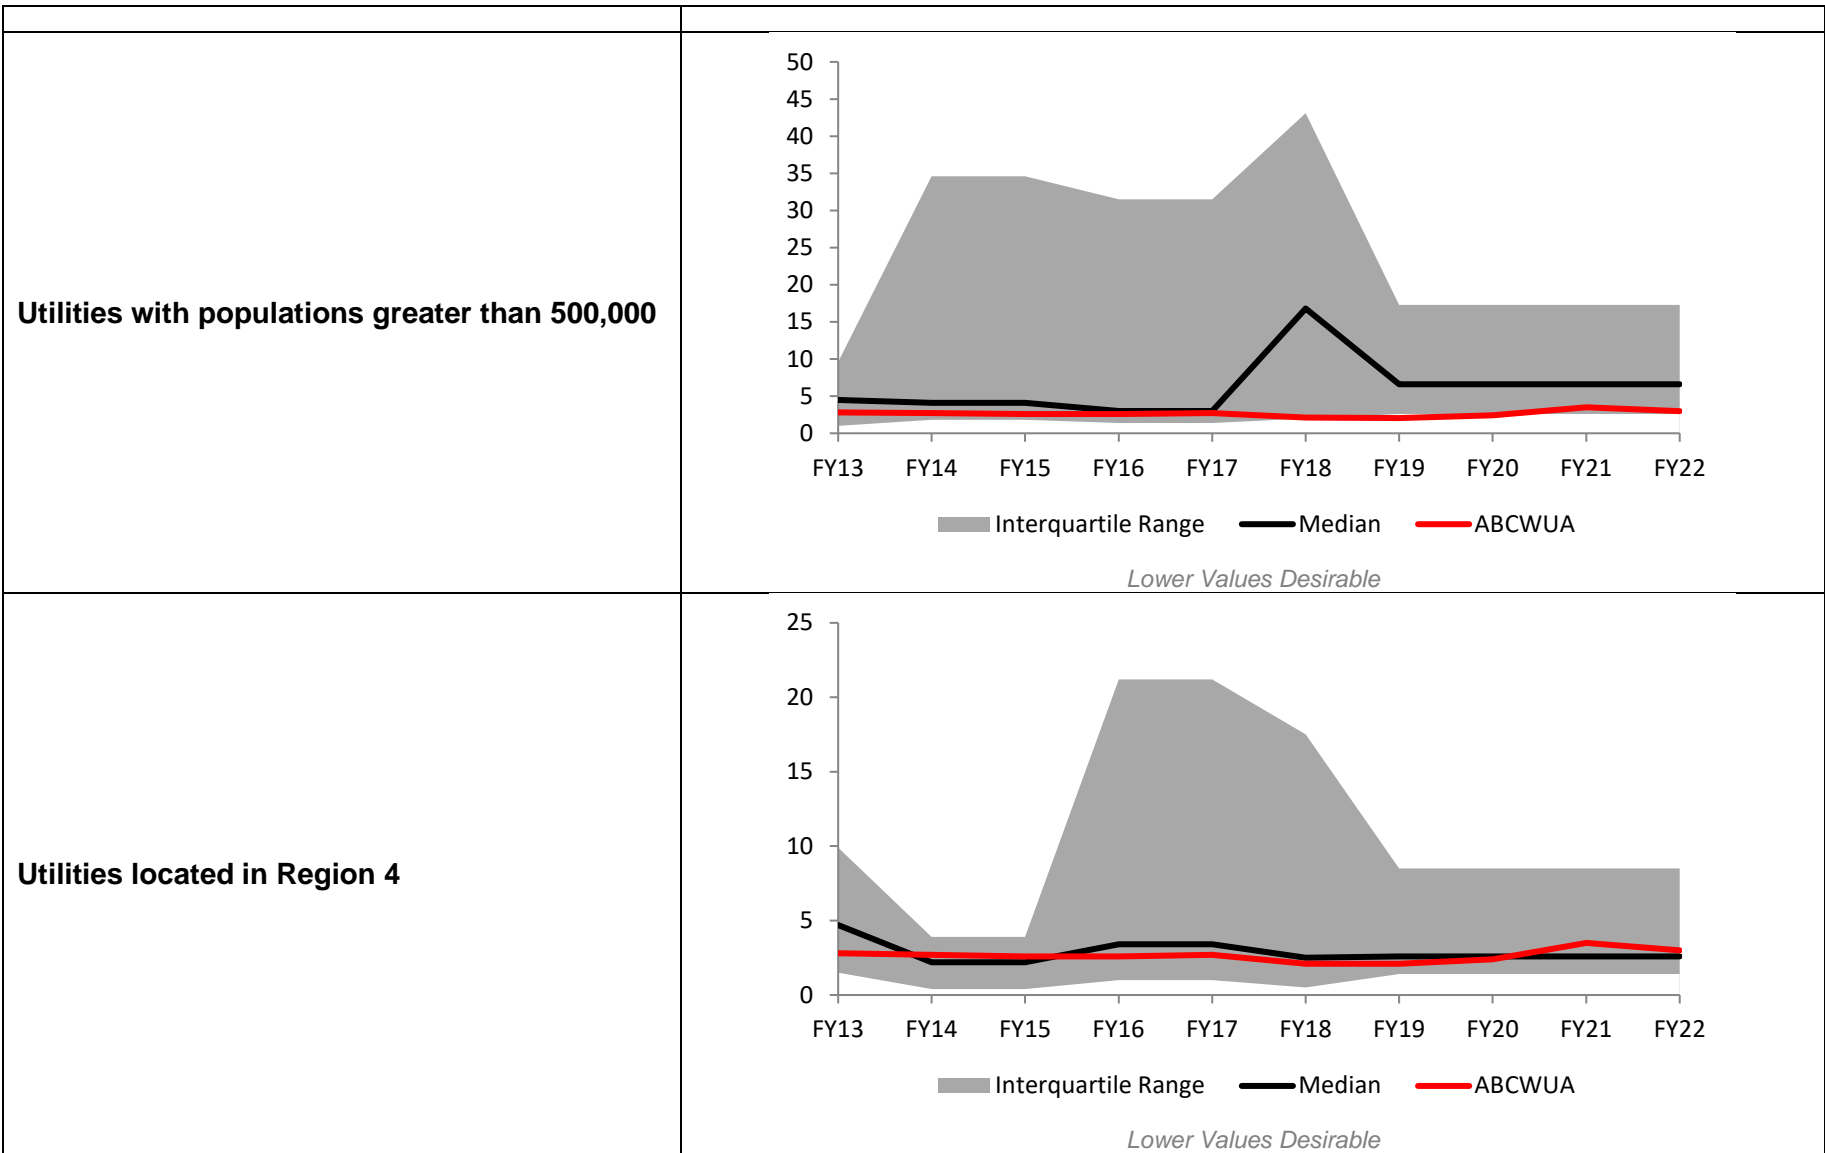 50
45
40
35
30
25
20
15
10
5
0
FY13 FY14 FY15 FY16 FY17 FY18 FY19 FY20 FY21 FY22
Utilities with populations greater than 500,000
Interquartile Range Median ABCWUA
Lower Values Desirable
25
20
15
10
5
0
FY13 FY14 FY15 FY16 FY17 FY18 FY19 FY20 FY21 FY22
Utilities located in Region 4
Interquartile Range Median ABCWUA
Lower Values Desirable